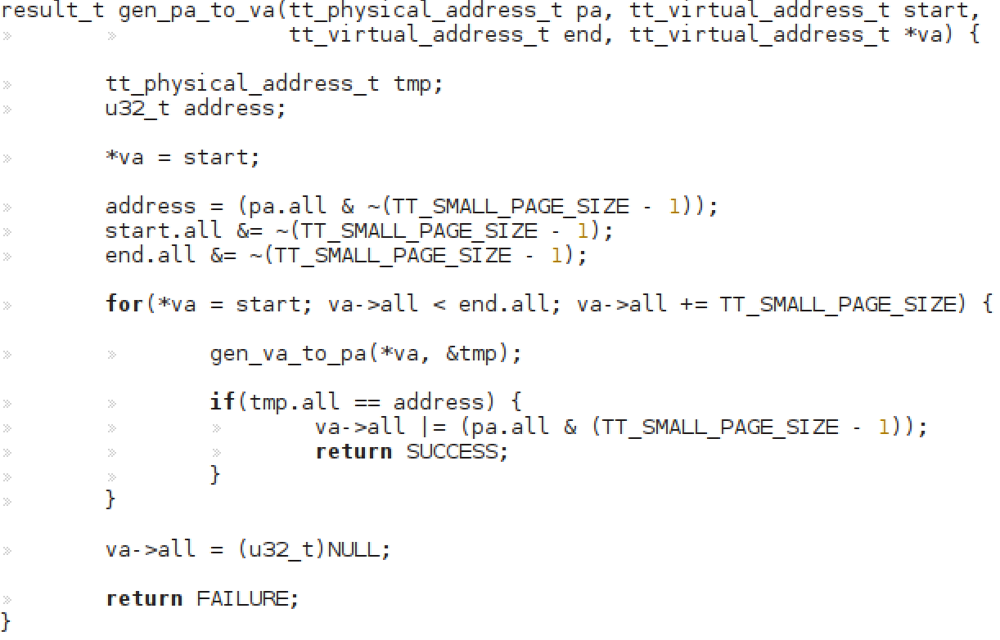 result_t gen_pa_to_va(tt_physical_address_t pa, tt_virtual_address_t start,
» » tt_virtual_address_t end, tt_virtual_address_t *va) {
» tt_physical_address_t tmp;
» u32_t address;
» *va = start;
» address = (pa.all & ~(TT_SMALL_PAGE_SIZE - 1));
» start.all &= ~(TT_SMALL_PAGE_SIZE - 1);
» end.all &= ~(TT_SMALL_PAGE_SIZE - 1);
» for(*va = start; va->all < end.all; va->all += TT_SMALL_PAGE_SIZE) {
» » gen_va_to_pa(*va, &tmp);
» » if(tmp.all == address) {
» » » va->all |= (pa.all & (TT_SMALL_PAGE_SIZE - 1));
» » » return SUCCESS;
» » }
» }
» va->all = (u32_t)NULL;
» return FAILURE;
}